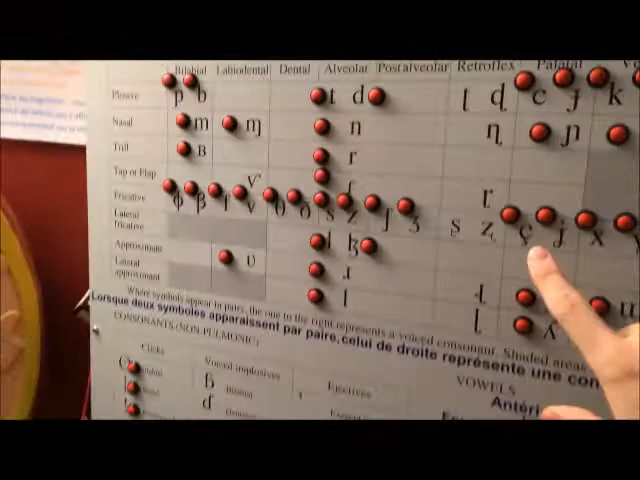 Bilabial Labiodental Dental Alveolar Postalveolar Retroflex Palatal
Plosive p b t d ʈ ɖ c ɟ k
Nasal m ɱ n ɳ ɲ
Trill ʙ r
Tap or Flap ⱱ ɾ ɽ
Fricative ɸ β f v θ ð s z ʃ ʒ ʂ ʐ ç ʝ x
Lateral fricative ɬ ɮ
Approximant ʋ ɹ ɻ
Lateral approximant l ɭ ʎ
Where symbols appear in pairs, the one to the right represents a voiced consonant. Shaded areas
Lorsque deux symboles apparaissent par paire, celui de droite représente une con
CONSONANTS (NON-PULMONIC)
VOWELS
Clicks Voiced implosives Ejectives Antéri
ɓ Bilabial
ɗ